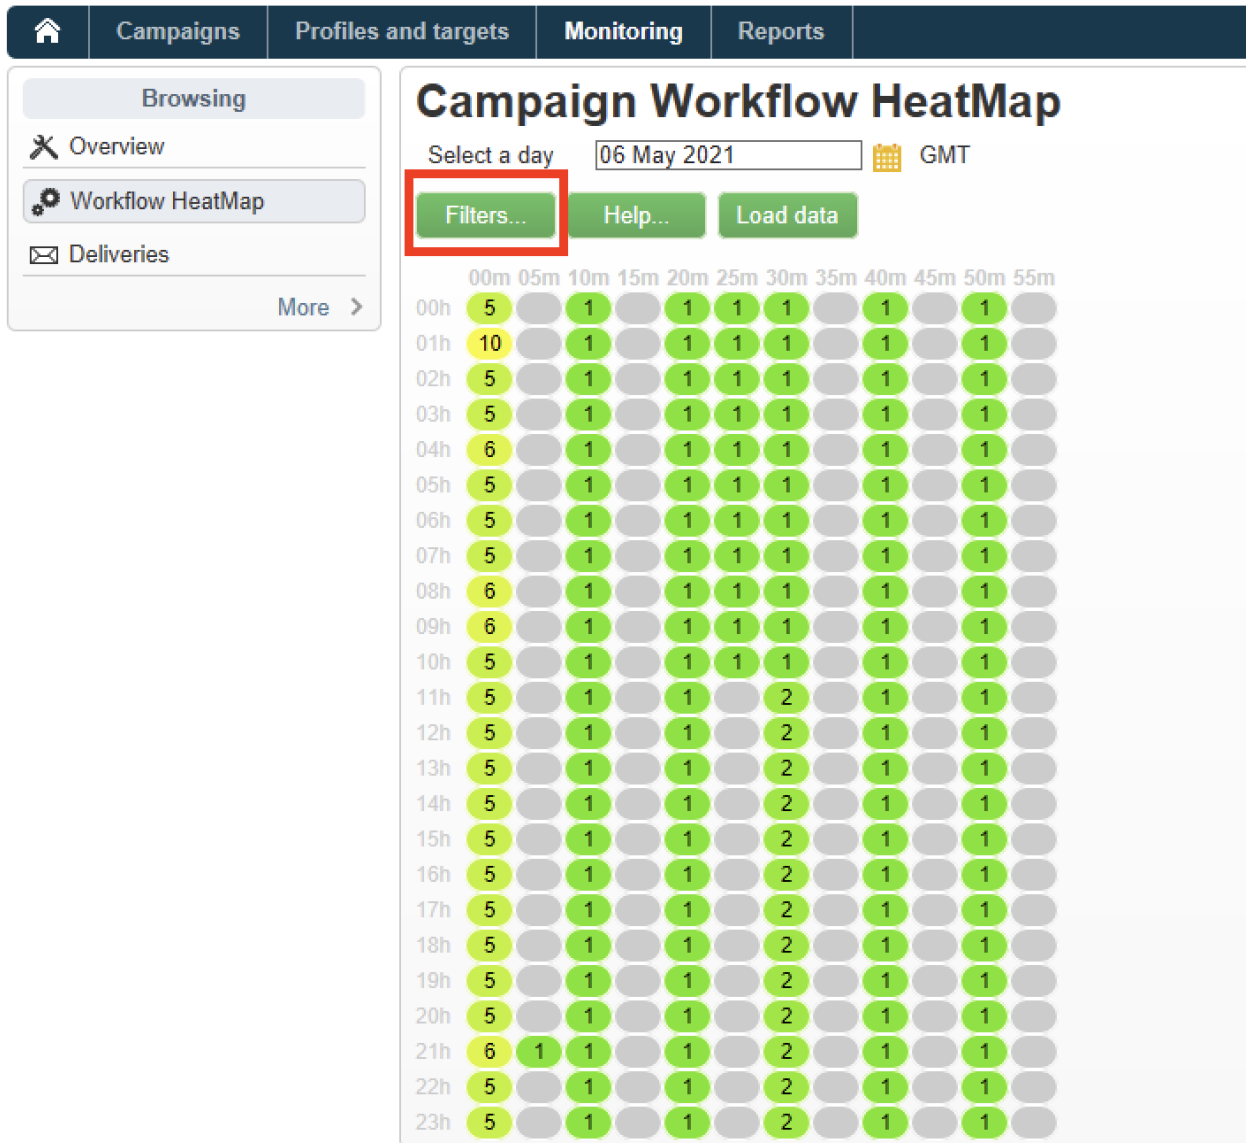 Campaigns Profiles and targets Monitoring Reports
Browsing
Overview
Workflow HeatMap
Deliveries
More
Campaign Workflow HeatMap
Select a day 06 May 2021 GMT
Filters... Help... Load data
00m 05m 10m 15m 20m 25m 30m 35m 40m 45m 50m 55m
00h 5 1 1 1 1 1 1
01h 10 1 1 1 1 1 1
02h 5 1 1 1 1 1 1
03h 5 1 1 1 1 1 1
04h 6 1 1 1 1 1 1
05h 5 1 1 1 1 1 1
06h 5 1 1 1 1 1 1
07h 5 1 1 1 1 1 1
08h 6 1 1 1 1 1 1
09h 6 1 1 1 1 1 1
10h 5 1 1 1 1 1 1
11h 5 1 1 2 1 1
12h 5 1 1 2 1 1
13h 5 1 1 2 1 1
14h 5 1 1 2 1 1
15h 5 1 1 2 1 1
16h 5 1 1 2 1 1
17h 5 1 1 2 1 1
18h 5 1 1 2 1 1
19h 5 1 1 2 1 1
20h 5 1 1 2 1 1
21h 6 1 1 1 2 1 1
22h 5 1 1 2 1 1
23h 5 1 1 2 1 1